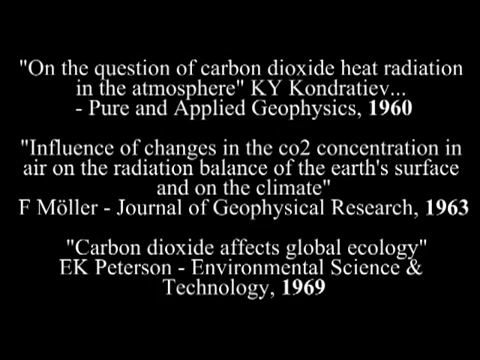 "On the question of carbon dioxide heat radiation
in the atmosphere" KY Kondratiev...
- Pure and Applied Geophysics, 1960
"Influence of changes in the co2 concentration in
air on the radiation balance of the earth's surface
and on the climate"
F Möller - Journal of Geophysical Research, 1963
"Carbon dioxide affects global ecology"
EK Peterson - Environmental Science &
Technology, 1969